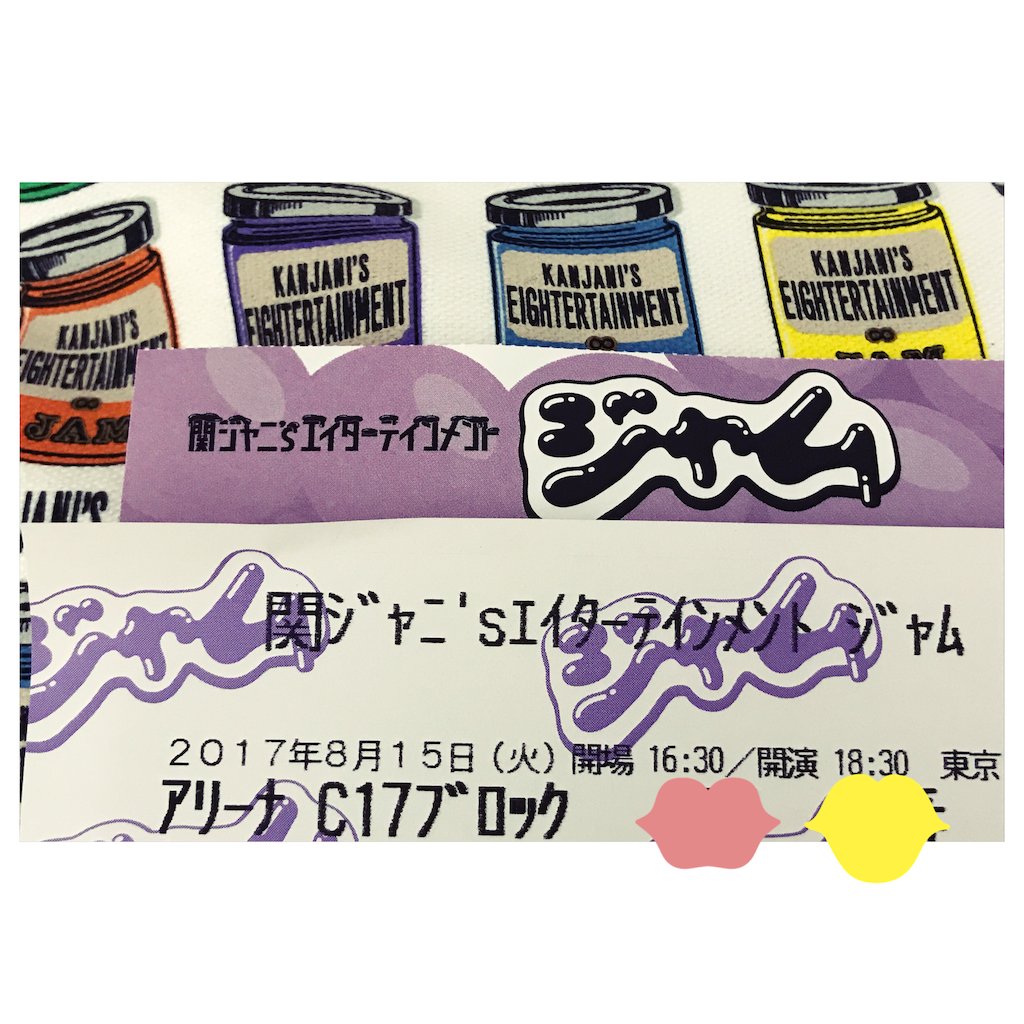 KANJANI'S
EIGHTERTAINMENT
KANJANI'S
EIGHTERTAINMENT
KANJANI'S
EIGHTERTAINMENT
JAM
KANJANI'S
EIGHTERTAINMENT
JAM
関ジャニ'sエイターテインメント ジャム
関ジャニ'sエイターテインメント ジャム
2017年8月15日(火) 開場 16:30/開演 18:30 東京
アリーナ C17ブロック